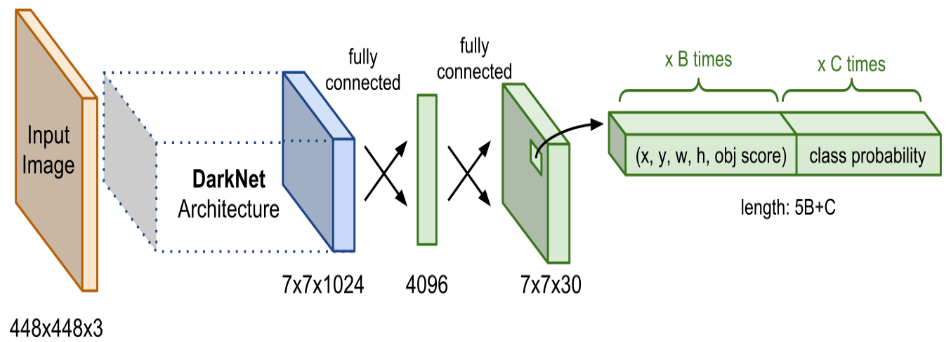 fully
connected
fully
connected
x B times
x C times
Input
Image
DarkNet
Architecture
(x, y, w, h, obj score)
class probability
length: 5B+C
7x7x1024
4096
7x7x30
448x448x3